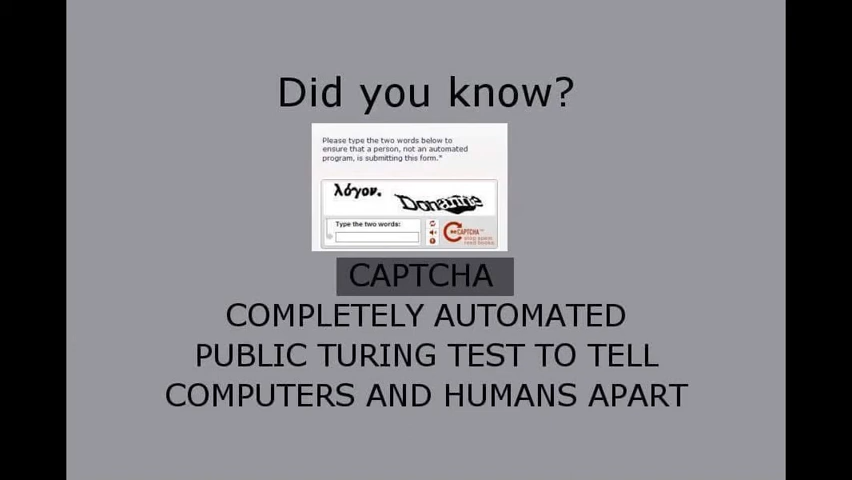 Did you know?
Please type the two words below to
ensure that a person, not an automated
program, is submitting this form."
λόγον.
Type the two words:
CAPTCHA™
stop spam.
read books.
CAPTCHA
COMPLETELY AUTOMATED
PUBLIC TURING TEST TO TELL
COMPUTERS AND HUMANS APART